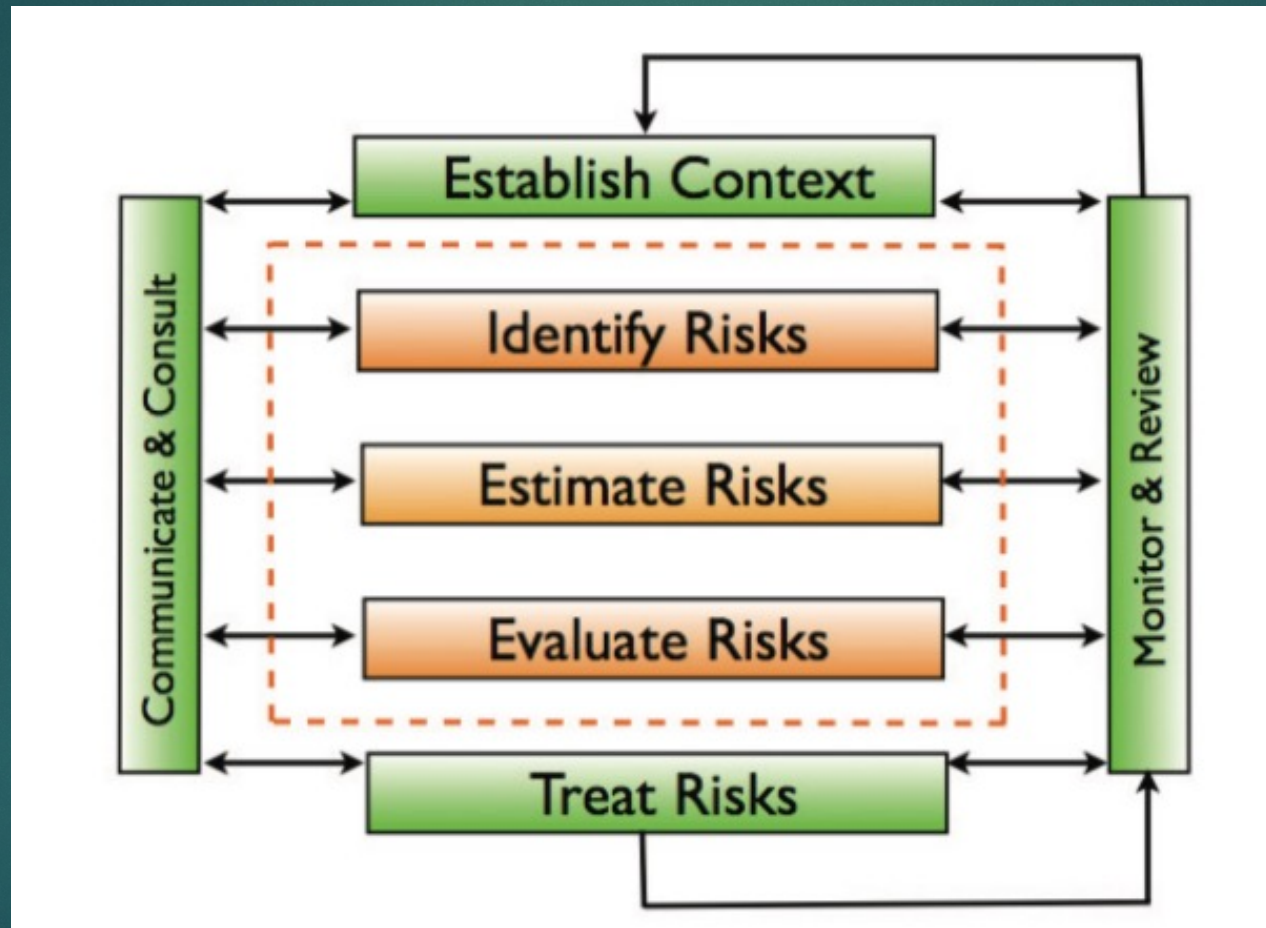 Establish Context
Communicate & Consult
Identify Risks
Estimate Risks
Evaluate Risks
Monitor & Review
Treat Risks